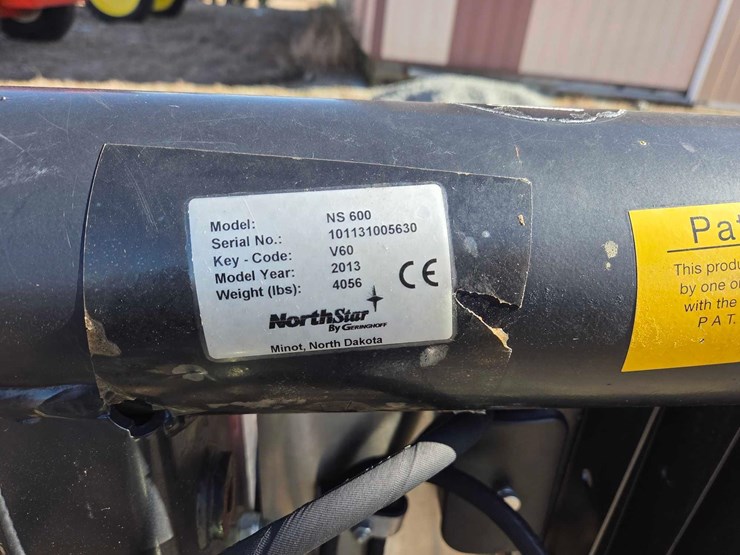 Model: NS 600
Serial No.: 101131005630
Key - Code: V60
Model Year: 2013
Weight (lbs): 4056
CE
NorthStar
By GERINGHOFF
Minot, North Dakota
This
by one
with the
PAT.